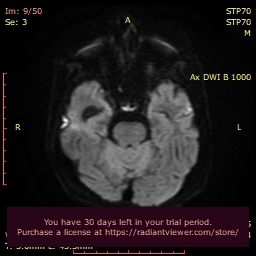 Im: 9/50 STP70
Se: 3 STP70
A M
Ax DWI B 1000
R L
You have 30 days left in your trial period.
Purchase a license at https://radiantviewer.com/store/